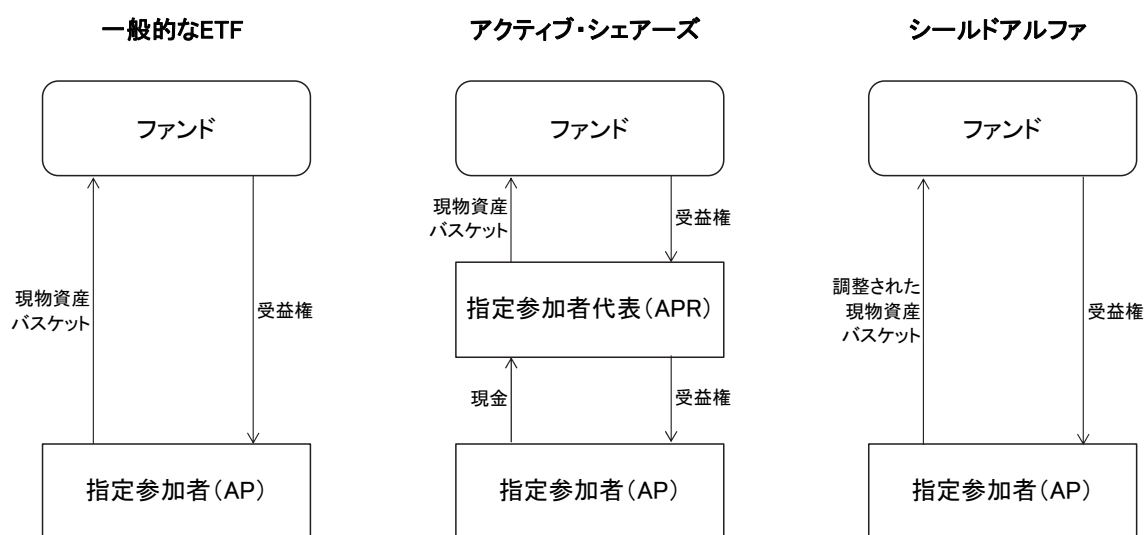 一般的なETF
ファンド
現物資産
バスケット
受益権
指定参加者(AP)
アクティブ・シェアーズ
ファンド
現物資産
バスケット
受益権
指定参加者代表(APR)
現金
受益権
指定参加者(AP)
シールドアルファ
ファンド
調整された
現物資産
バスケット
受益権
指定参加者(AP)